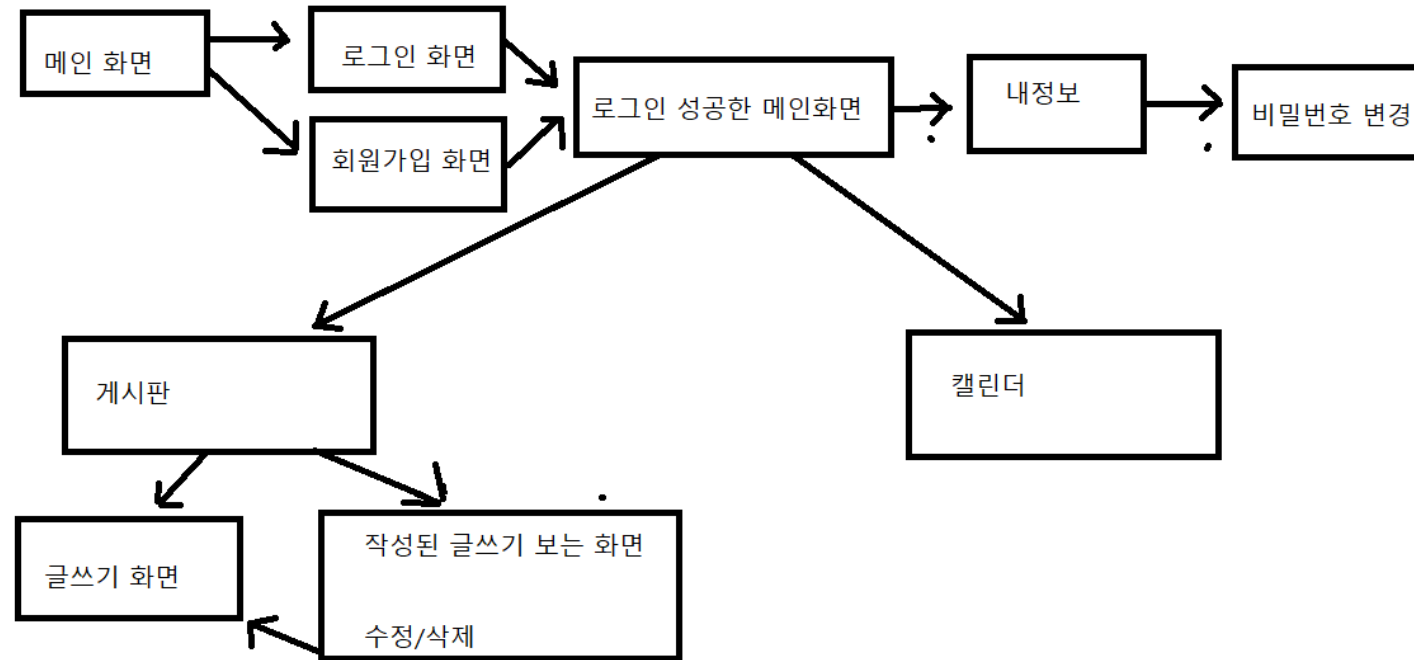 메인 화면
로그인 화면
회원가입 화면
로그인 성공한 메인화면
내정보
비밀번호 변경
게시판
캘린더
글쓰기 화면
작성된 글쓰기 보는 화면
수정/삭제